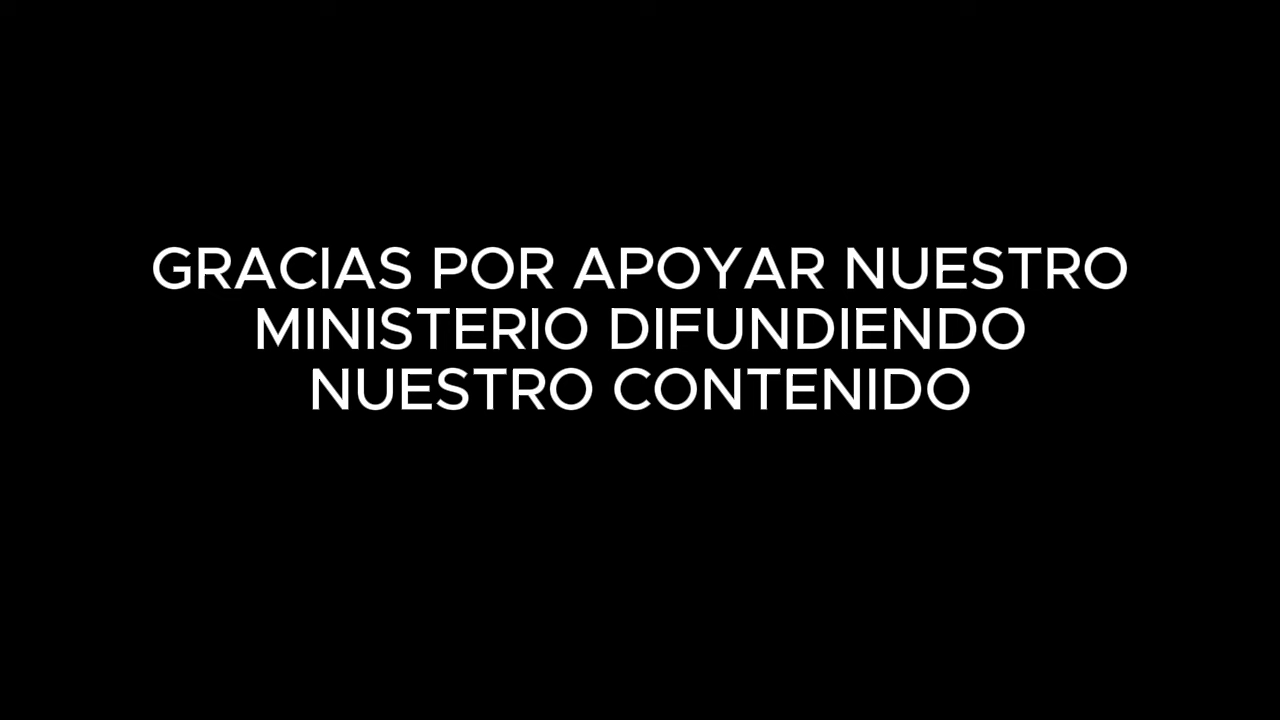 GRACIAS POR APOYAR NUESTRO
MINISTERIO DIFUNDIENDO
NUESTRO CONTENIDO